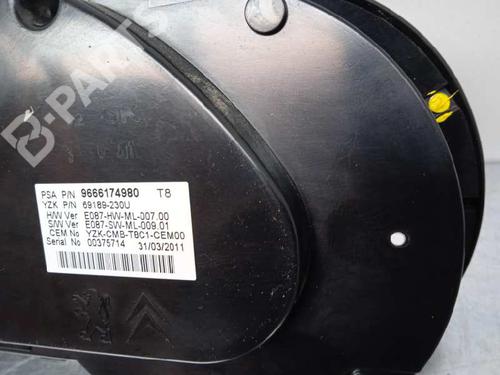 B-PARTS
PSA P/N 9666174980 T8
YZK P/N 69189-230U
H/W Ver E087-HW-ML-007.00
S/W Ver E087-SW-ML-009.01
CEM No YZK-CMB-T8C1-CEM00
Serial No 00375714 31/03/2011